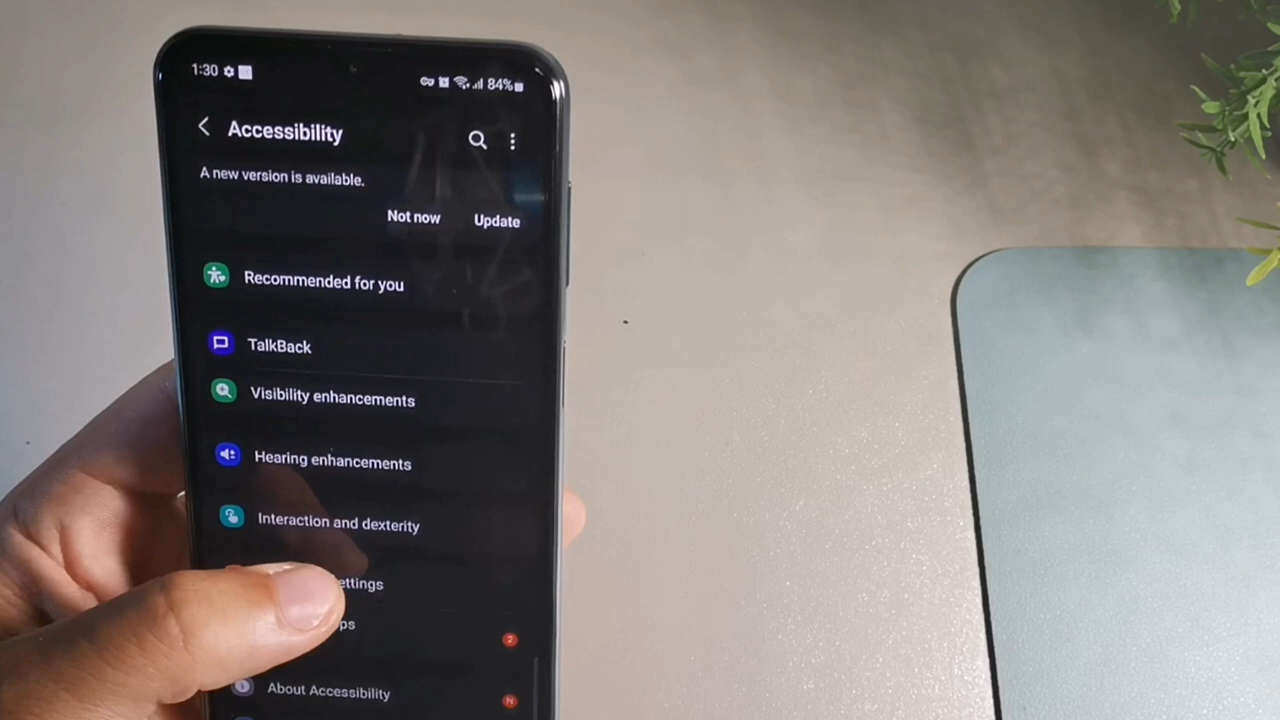 1:30 84%
Accessibility
A new version is available.
Not now Update
Recommended for you
TalkBack
Visibility enhancements
Hearing enhancements
Interaction and dexterity
ettings
ps
2
About Accessibility
N